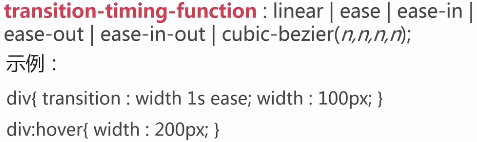 transition-timing-function : linear | ease | ease-in |
ease-out | ease-in-out | cubic-bezier(n,n,n,n);
示例：
div{ transition : width 1s ease; width : 100px; }
div:hover{ width : 200px; }